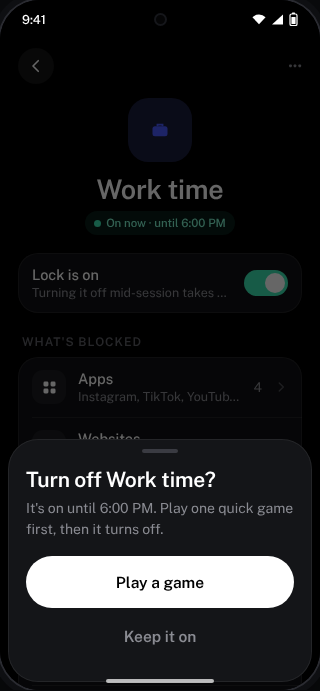 9:41
Work time
On now · until 6:00 PM
Lock is on
Turning it off mid-session takes ...
WHAT'S BLOCKED
Apps
4
Instagram, TikTok, YouTub...
Websites
Turn off Work time?
It's on until 6:00 PM. Play one quick game
first, then it turns off.
Play a game
Keep it on